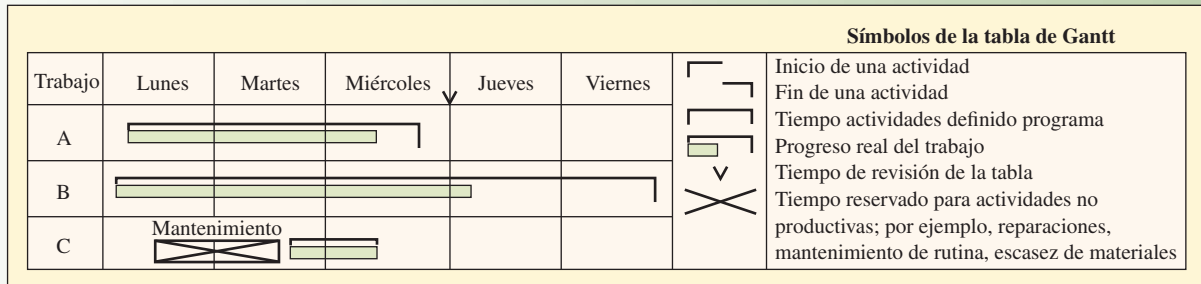 Símbolos de la tabla de Gantt
Trabajo Lunes Martes Miércoles Jueves Viernes
A
B
Mantenimiento
C
Inicio de una actividad
Fin de una actividad
Tiempo actividades definido programa
Progreso real del trabajo
Tiempo de revisión de la tabla
Tiempo reservado para actividades no
productivas; por ejemplo, reparaciones,
mantenimiento de rutina, escasez de materiales